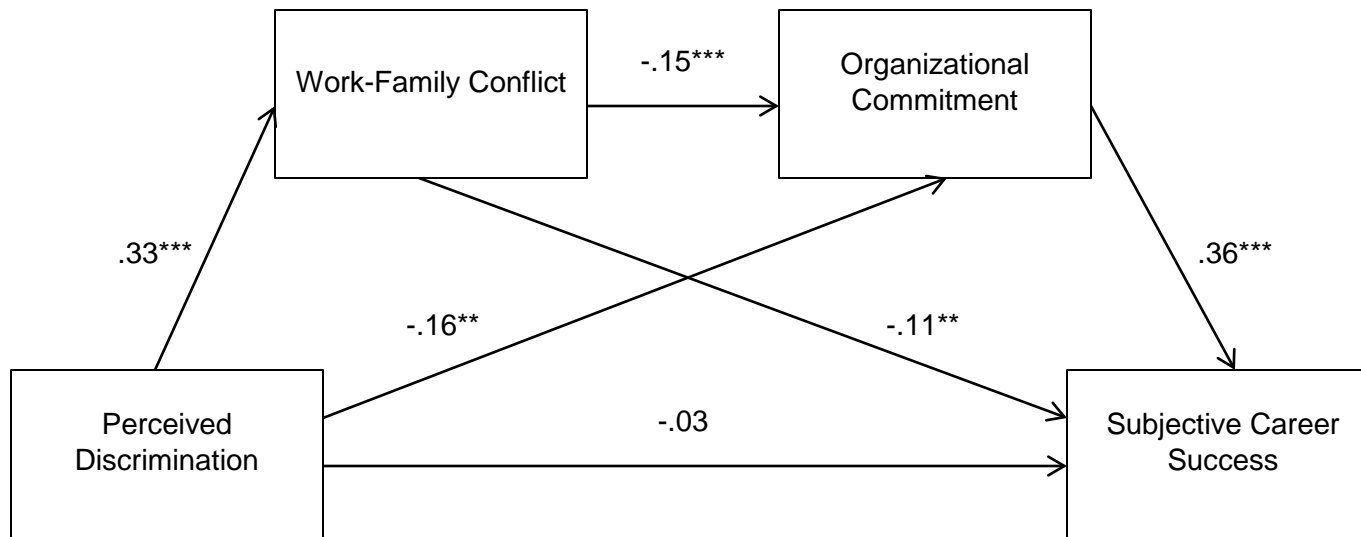 Work-Family Conflict
-.15***
Organizational
Commitment
.33***
.36***
-.16**
-.11**
Perceived
Discrimination
-.03
Subjective Career
Success